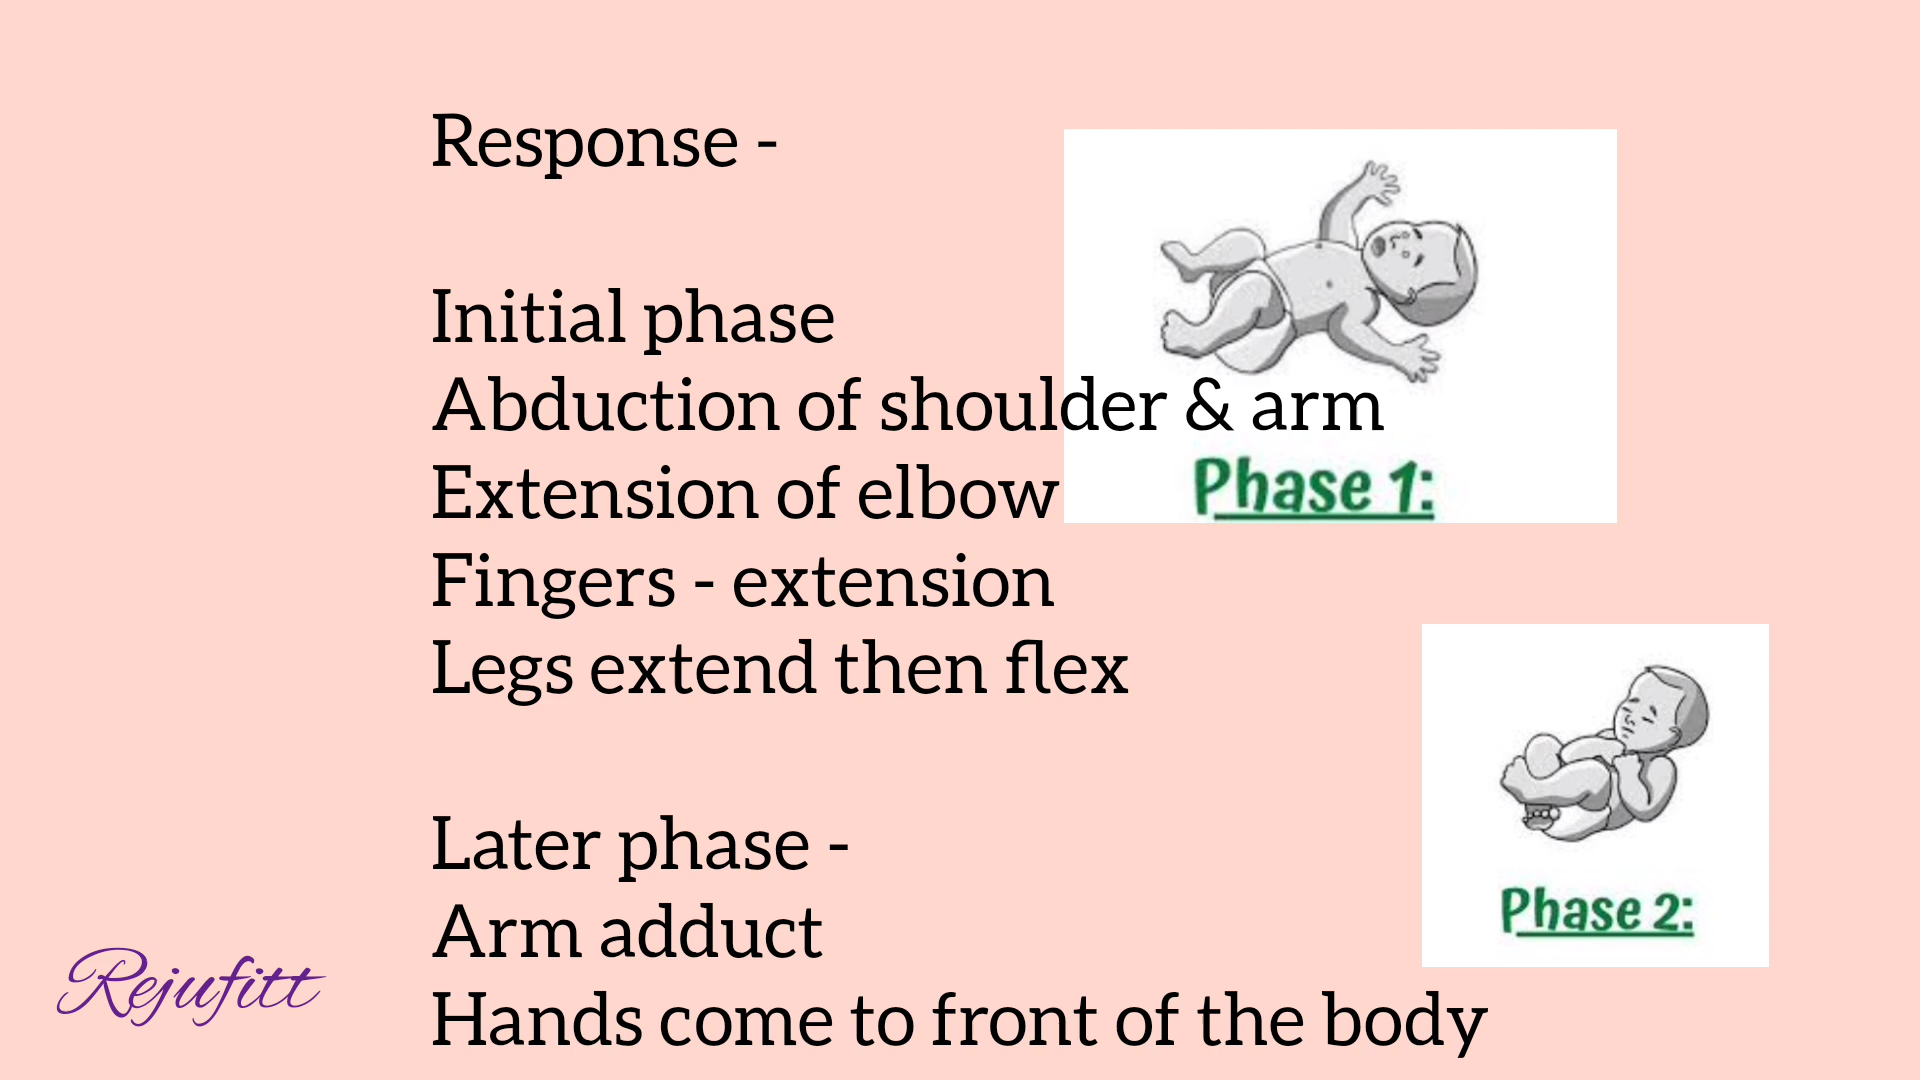 Response -
Initial phase
Abduction of shoulder & arm
Extension of elbow
Fingers - extension
Legs extend then flex
Phase 1:
Later phase -
Arm adduct
Hands come to front of the body
Phase 2:
Rejufitt